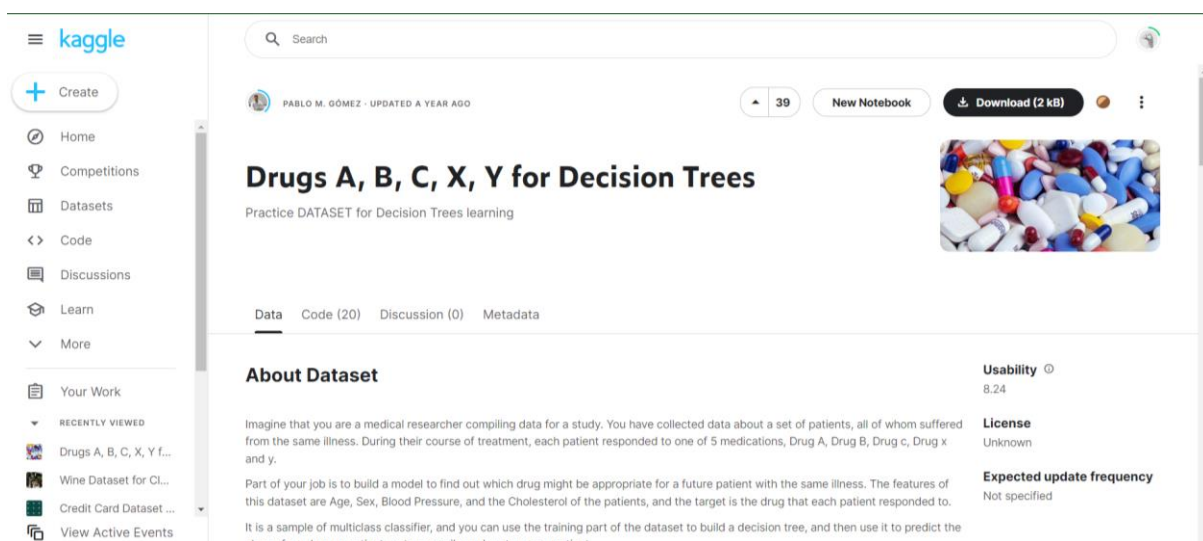 kaggle
Search
Create
Home
Competitions
Datasets
Code
Discussions
Learn
More
Your Work
RECENTLY VIEWED
Drugs A, B, C, X, Y f...
Wine Dataset for Cl...
Credit Card Dataset ...
View Active Events
PABLO M. GÓMEZ · UPDATED A YEAR AGO
39
New Notebook
Download (2 kB)
Drugs A, B, C, X, Y for Decision Trees
Practice DATASET for Decision Trees learning
Data Code (20) Discussion (0) Metadata
About Dataset
Imagine that you are a medical researcher compiling data for a study. You have collected data about a set of patients, all of whom suffered
from the same illness. During their course of treatment, each patient responded to one of 5 medications, Drug A, Drug B, Drug c, Drug x
and y.
Part of your job is to build a model to find out which drug might be appropriate for a future patient with the same illness. The features of
this dataset are Age, Sex, Blood Pressure, and the Cholesterol of the patients, and the target is the drug that each patient responded to.
It is a sample of multiclass classifier, and you can use the training part of the dataset to build a decision tree, and then use it to predict the
Usability
8.24
License
Unknown
Expected update frequency
Not specified